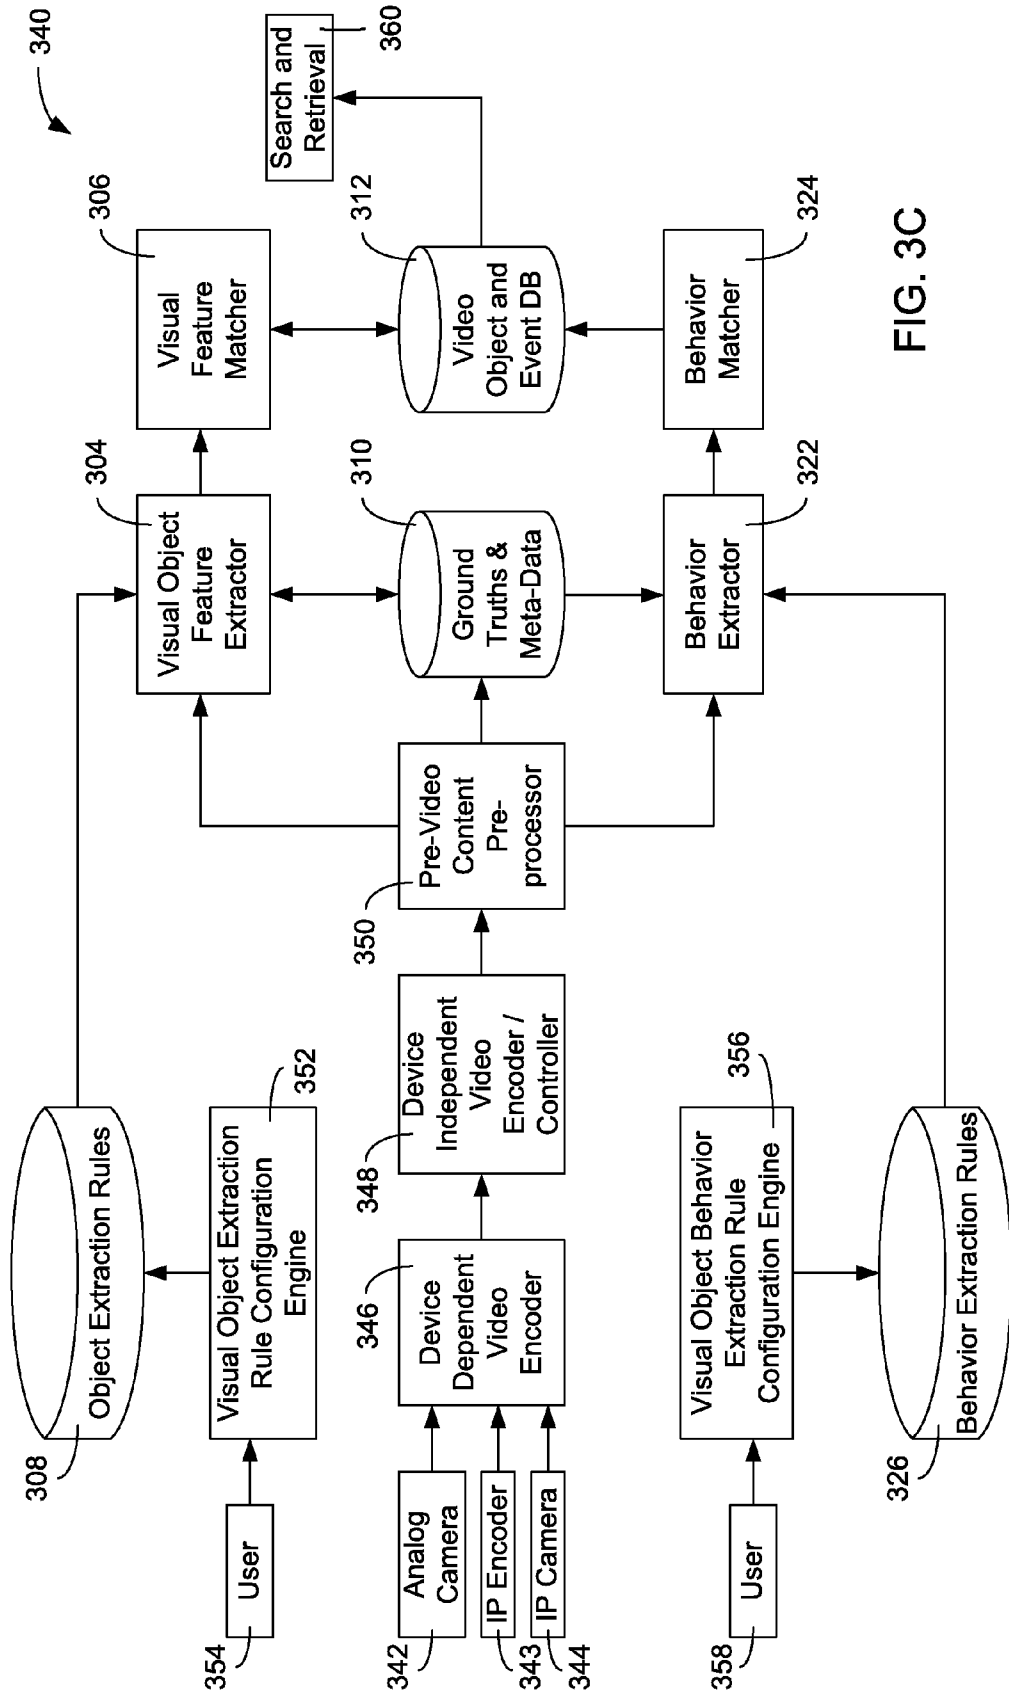 340
308
Object Extraction Rules
354
User
Visual Object Extraction
Rule Configuration
Engine
352
304
Visual Object
Feature
Extractor
306
Visual
Feature
Matcher
360
Search and
Retrieval
342
Analog
Camera
343
IP Encoder
344
IP Camera
346
Device
Dependent
Video
Encoder
348
Device
Independent
Video
Encoder /
Controller
350
Pre-Video
Content
Pre-
processor
310
Ground
Truths &
Meta-Data
312
Video
Object and
Event DB
358
User
356
Visual Object Behavior
Extraction Rule
Configuration Engine
322
Behavior
Extractor
324
Behavior
Matcher
326
Behavior Extraction Rules
FIG. 3C